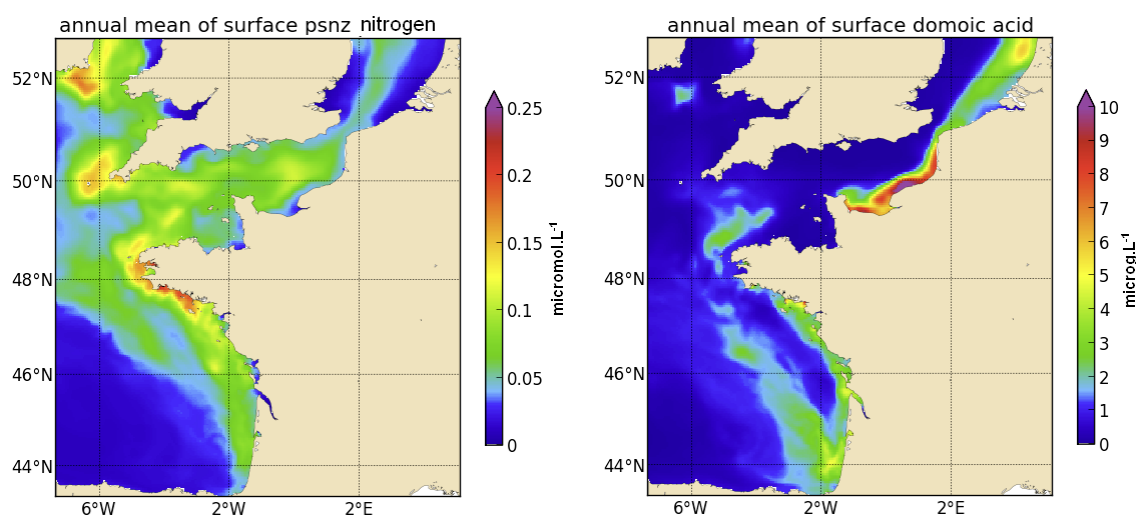 annual mean of surface psnz nitrogen
52°N
50°N
48°N
46°N
44°N
6°W
2°W
2°E
0.25
0.2
0.15
0.1
0.05
0
micromol.L⁻¹
annual mean of surface domoic acid
52°N
50°N
48°N
46°N
44°N
6°W
2°W
2°E
10
9
8
7
6
5
4
3
2
1
0
microg.L⁻¹